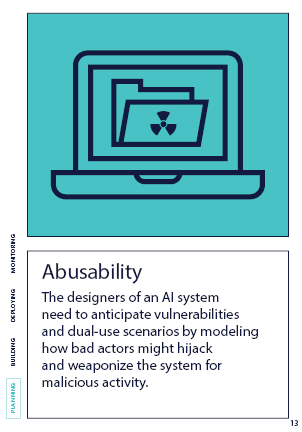 Abusability
The designers of an AI system
need to anticipate vulnerabilities
and dual-use scenarios by modeling
how bad actors might hijack
and weaponize the system for
malicious activity.
PLANNING
BUILDING
DEPLOYING
MONITORING
13